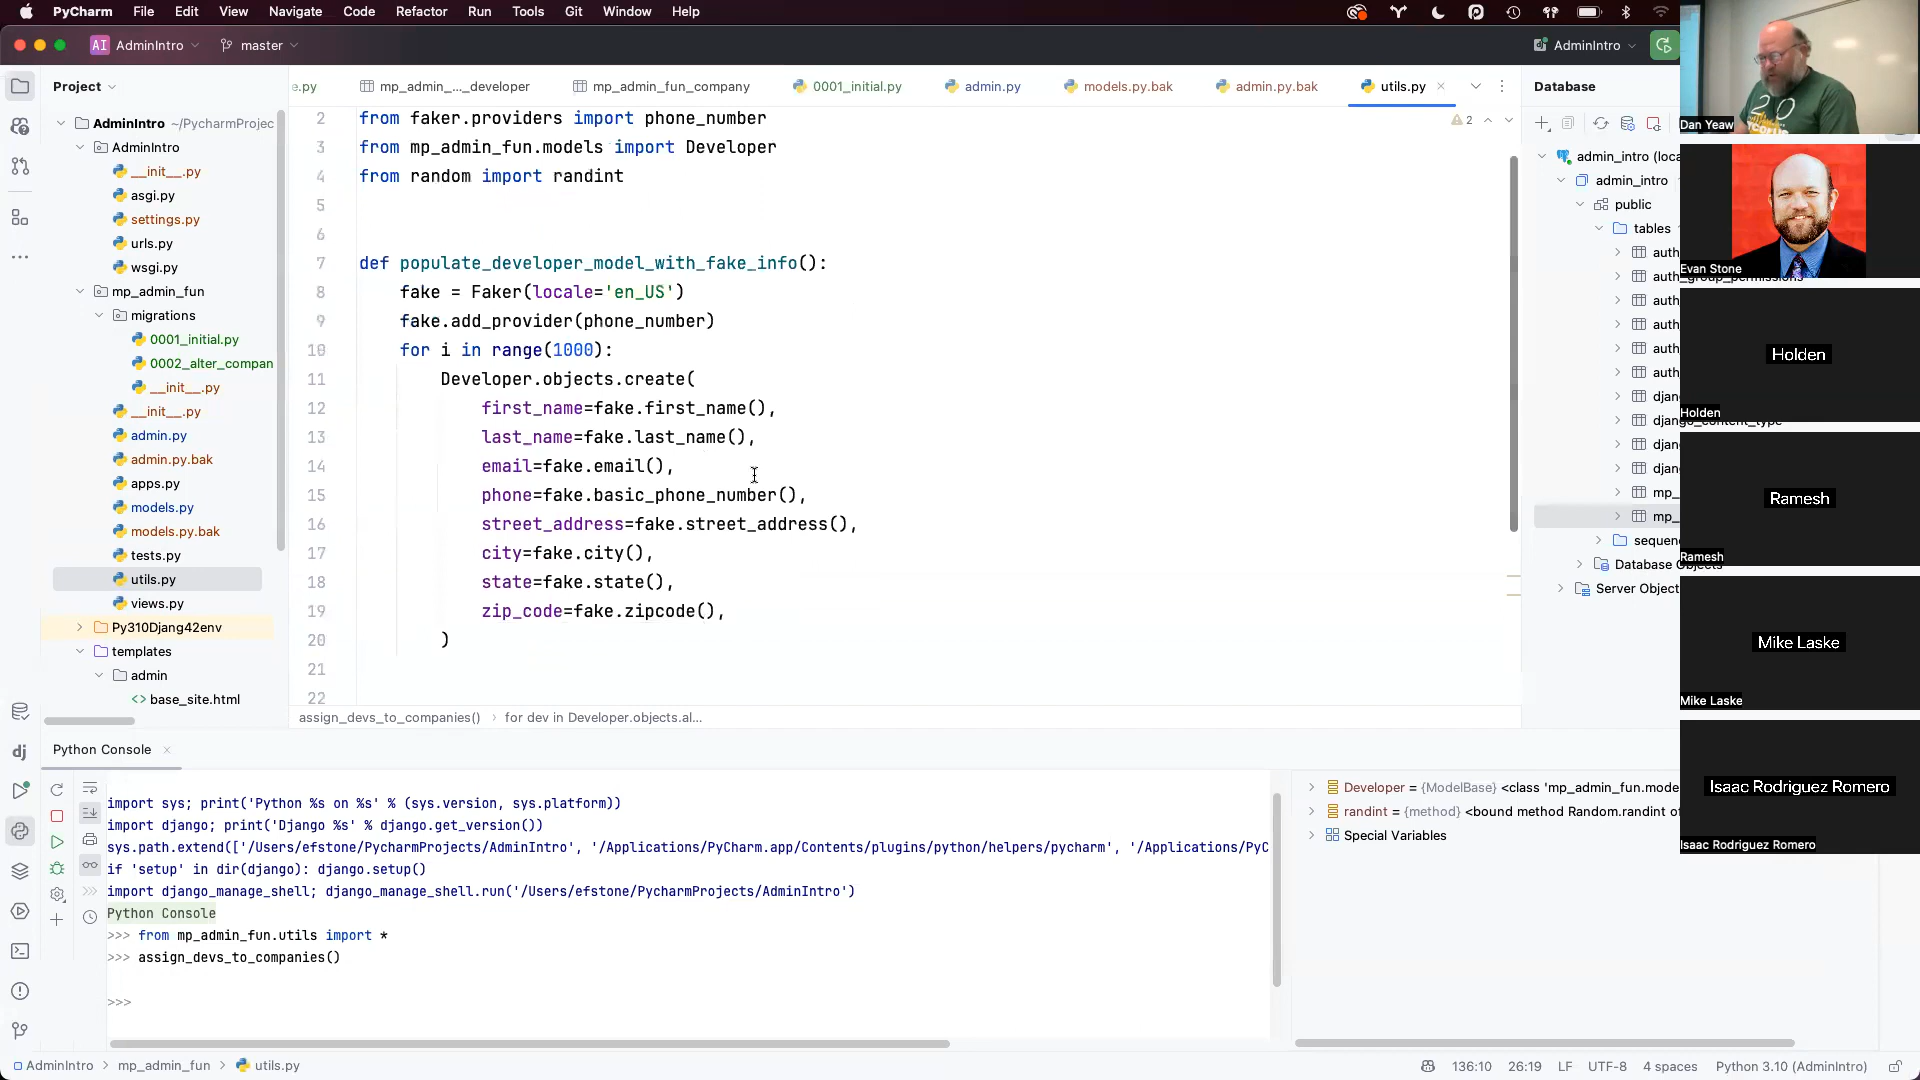 PyCharm File Edit View Navigate Code Refactor Run Tools Git Window Help
AI AdminIntro master AdminIntro
Project
e.py mp_admin_..._developer mp_admin_fun_company 0001_initial.py admin.py models.py.bak admin.py.bak utils.py
Database
AdminIntro ~/PycharmProjec
AdminIntro
__init__.py
asgi.py
settings.py
urls.py
wsgi.py
mp_admin_fun
migrations
0001_initial.py
0002_alter_compan
__init__.py
__init__.py
admin.py
admin.py.bak
apps.py
models.py
models.py.bak
tests.py
utils.py
views.py
Py310Djang42env
templates
admin
base_site.html
2 from faker.providers import phone_number
3 from mp_admin_fun.models import Developer
4 from random import randint
5
6
7 def populate_developer_model_with_fake_info():
8 fake = Faker(locale='en_US')
9 fake.add_provider(phone_number)
10 for i in range(1000):
11 Developer.objects.create(
12 first_name=fake.first_name(),
13 last_name=fake.last_name(),
14 email=fake.email(),
15 phone=fake.basic_phone_number(),
16 street_address=fake.street_address(),
17 city=fake.city(),
18 state=fake.state(),
19 zip_code=fake.zipcode(),
20 )
21
22
2
assign_devs_to_companies() › for dev in Developer.objects.al...
admin_intro (loca
admin_intro
public
tables
auth
auth_group_permissions
auth
auth
auth
auth
djan
django_content_type
djan
djan
mp_
mp_
sequen
Database Objects
Server Object
Dan Yeaw
Evan Stone
Holden
Holden
Ramesh
Ramesh
Mike Laske
Mike Laske
Isaac Rodriguez Romero
Isaac Rodriguez Romero
dj
Python Console
import sys; print('Python %s on %s' % (sys.version, sys.platform))
import django; print('Django %s' % django.get_version())
sys.path.extend(['/Users/efstone/PycharmProjects/AdminIntro', '/Applications/PyCharm.app/Contents/plugins/python/helpers/pycharm', '/Applications/PyC
if 'setup' in dir(django): django.setup()
import django_manage_shell; django_manage_shell.run('/Users/efstone/PycharmProjects/AdminIntro')
Python Console
>>> from mp_admin_fun.utils import *
>>> assign_devs_to_companies()
>>>
Developer = {ModelBase} <class 'mp_admin_fun.mode
randint = {method} <bound method Random.randint of
Special Variables
AdminIntro › mp_admin_fun › utils.py
136:10 26:19 LF UTF-8 4 spaces Python 3.10 (AdminIntro)